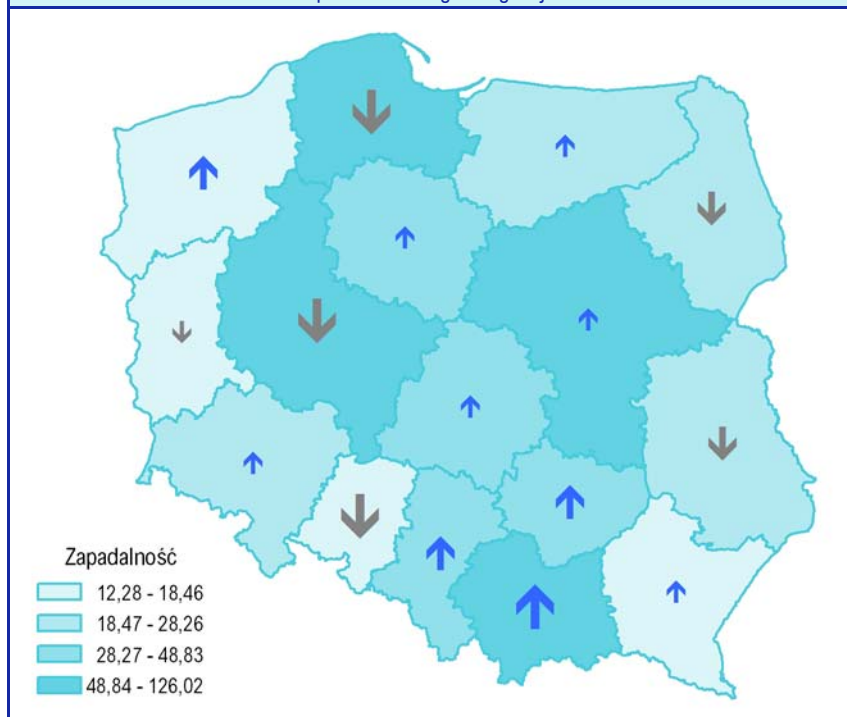 Zapadalność
12,28 - 18,46
18,47 - 28,26
28,27 - 48,83
48,84 - 126,02